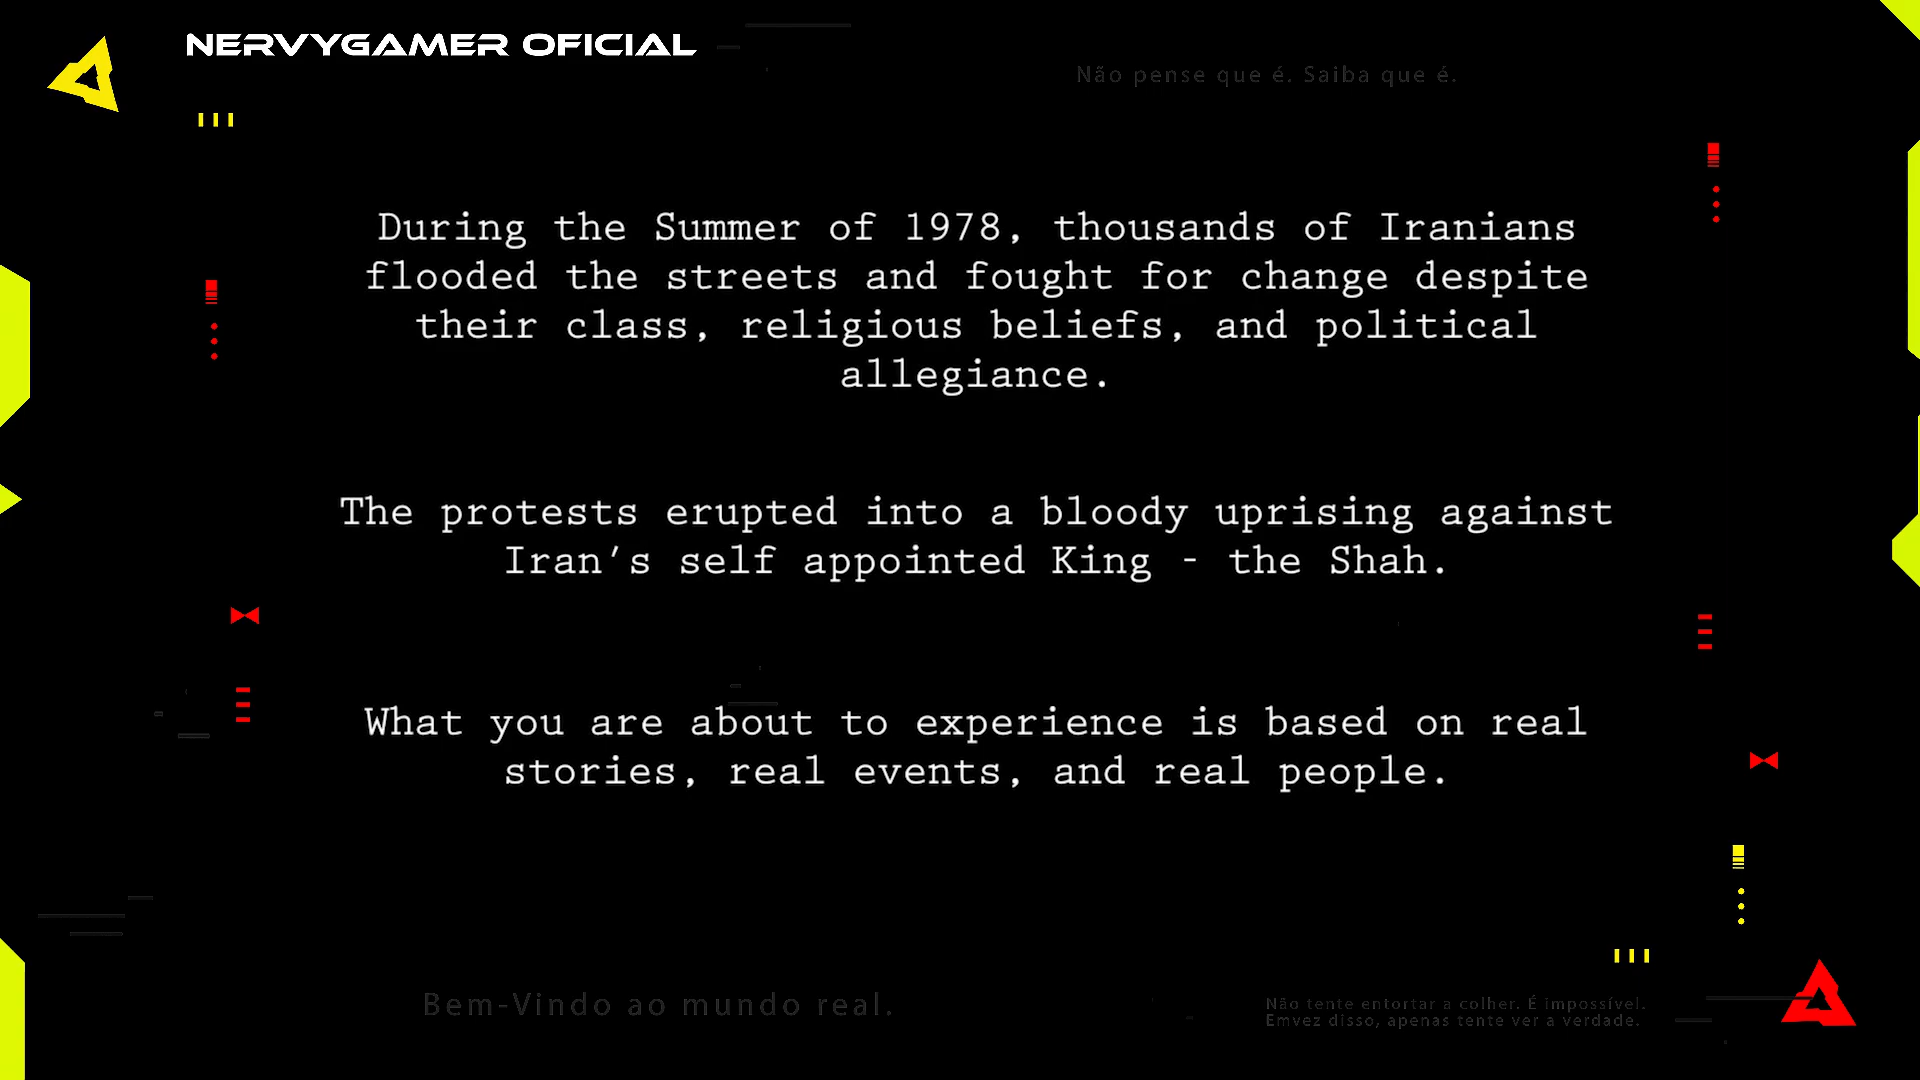 NERVYGAMER OFICIAL
Não pense que é. Saiba que é.
During the Summer of 1978, thousands of Iranians
flooded the streets and fought for change despite
their class, religious beliefs, and political
allegiance.
The protests erupted into a bloody uprising against
Iran's self appointed King - the Shah.
What you are about to experience is based on real
stories, real events, and real people.
Bem-Vindo ao mundo real.
Não tente entortar a colher. É impossível.
Emvez disso, apenas tente ver a verdade.